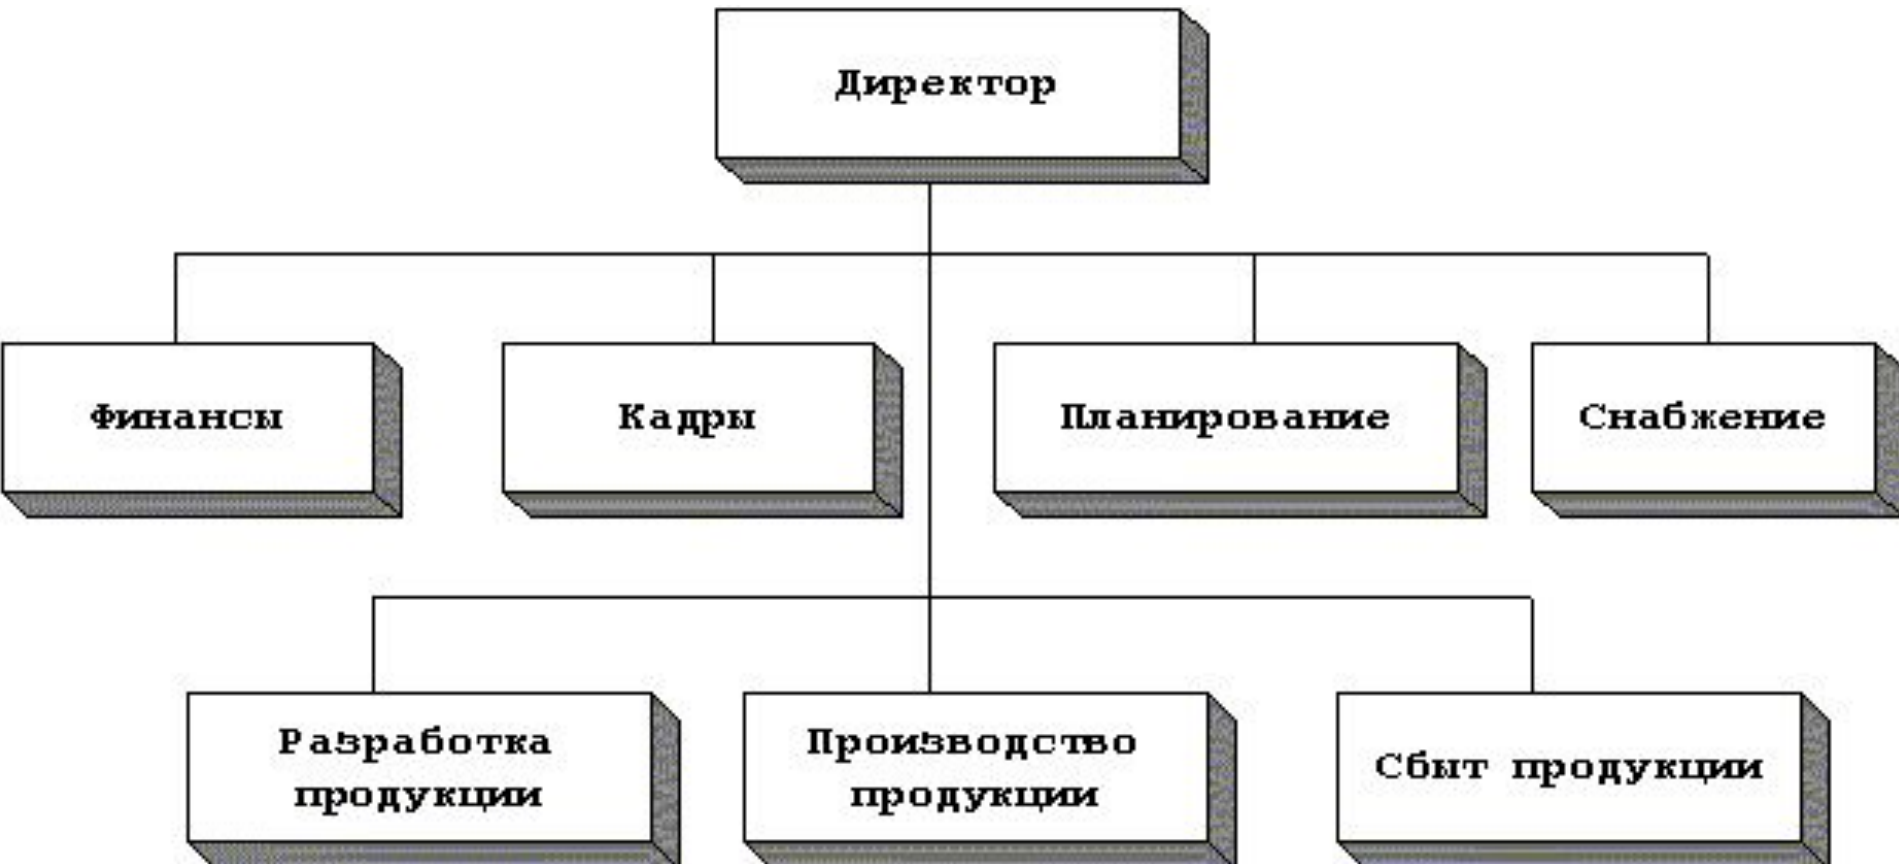 Директор
Финансы
Кадры
Планирование
Снабжение
Разработка
продукции
Производство
продукции
Сбыт продукции